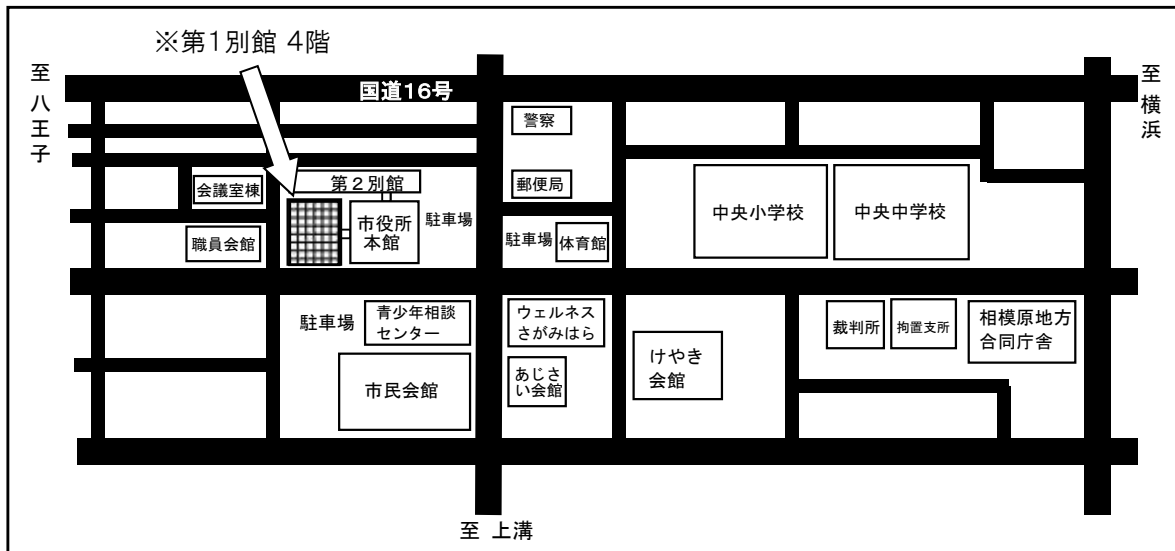 ※第1別館 4階
至 八王子
国道16号
至 横浜
警察
郵便局
会議室棟
第２別館
職員会館
市役所
本館
駐車場
駐車場
体育館
中央小学校
中央中学校
駐車場
青少年相談
センター
市民会館
ウェルネス
さがみはら
あじさ
い会館
けやき
会館
裁判所
拘置支所
相模原地方
合同庁舎
至 上溝